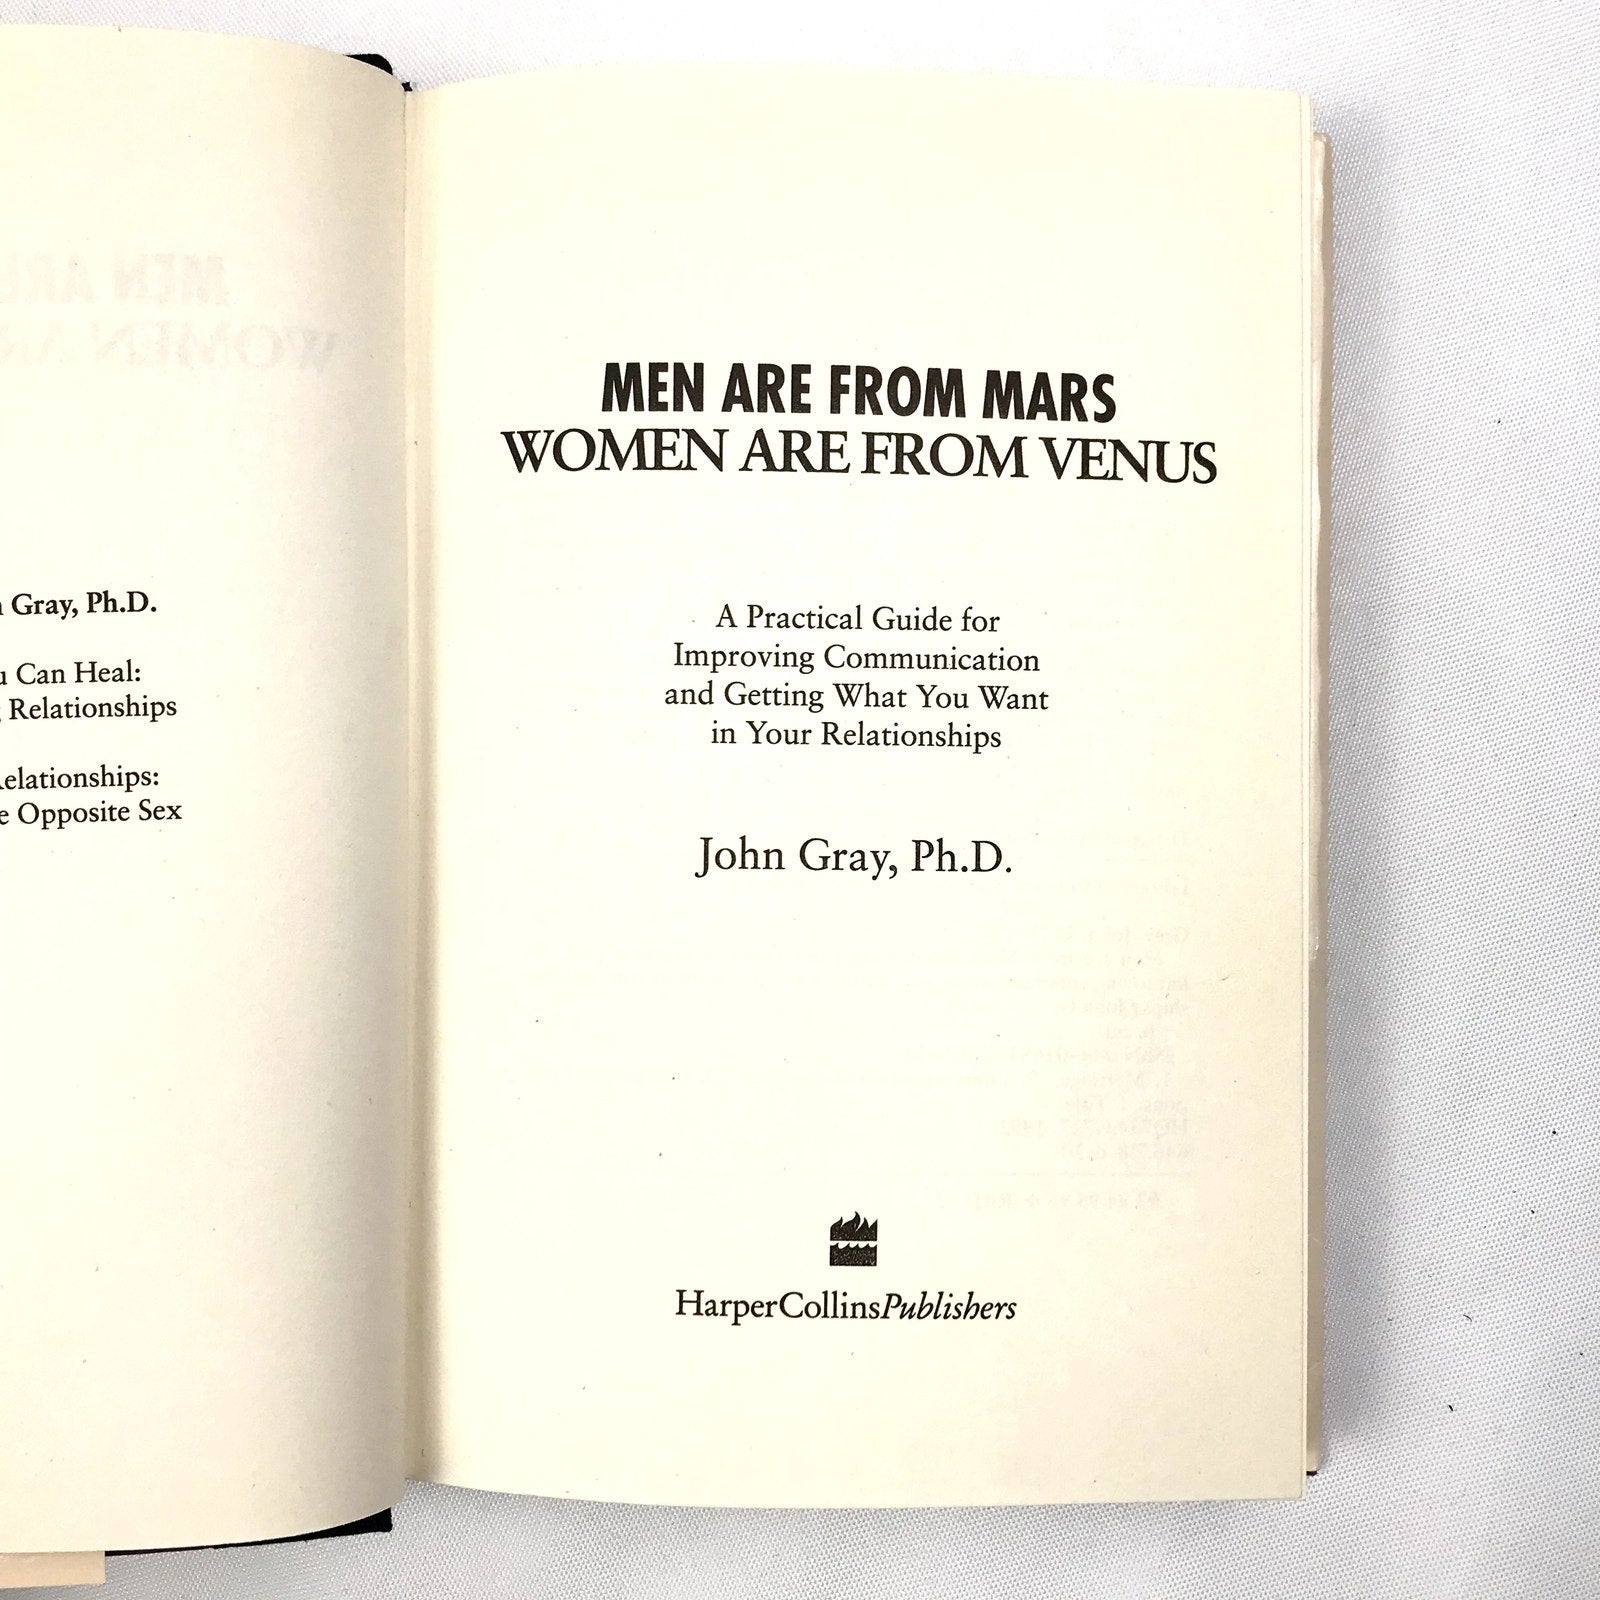 Gray, Ph.D.
Can Heal:
Relationships
Relationships:
Opposite Sex
MEN ARE FROM MARS
WOMEN ARE FROM VENUS
A Practical Guide for
Improving Communication
and Getting What You Want
in Your Relationships
John Gray, Ph.D.
HarperCollinsPublishers